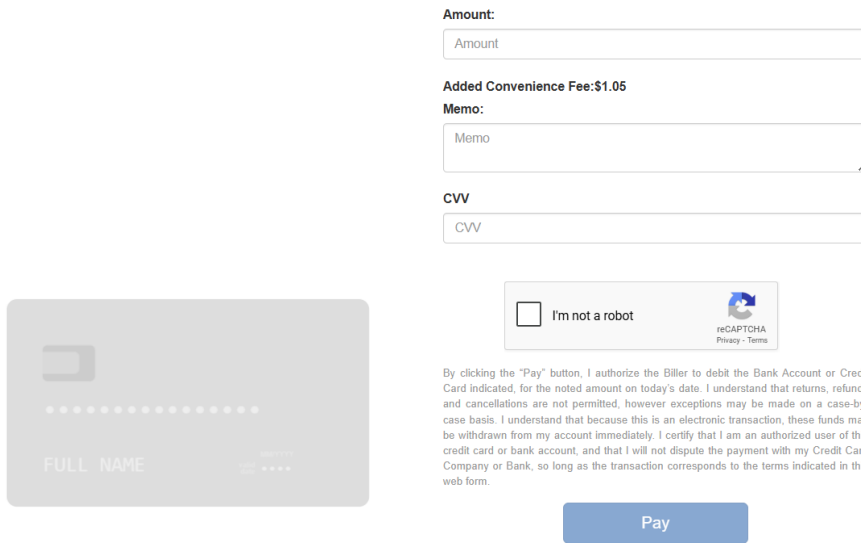 Amount:
Amount
Added Convenience Fee:$1.05
Memo:
Memo
CVV
CVV
I'm not a robot
reCAPTCHA
Privacy - Terms
By clicking the “Pay” button, I authorize the Biller to debit the Bank Account or Cred
Card indicated, for the noted amount on today’s date. I understand that returns, refund
and cancellations are not permitted, however exceptions may be made on a case-by
case basis. I understand that because this is an electronic transaction, these funds ma
be withdrawn from my account immediately. I certify that I am an authorized user of th
credit card or bank account, and that I will not dispute the payment with my Credit Car
Company or Bank, so long as the transaction corresponds to the terms indicated in th
web form.
FULL NAME
Pay